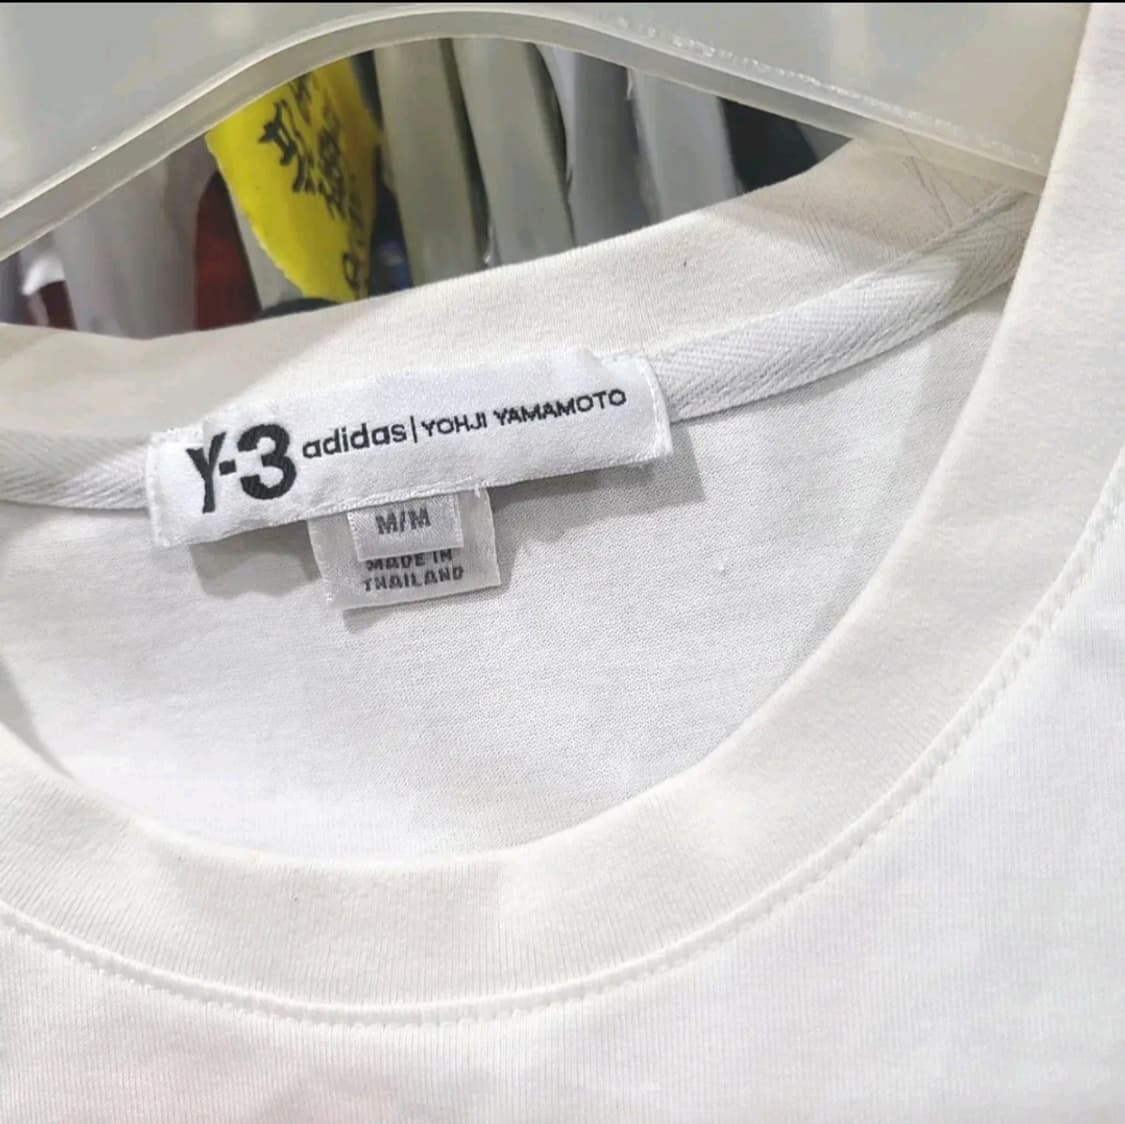 Y-3 adidas | YOHJI YAMAMOTO
M/M
MADE IN
THAILAND